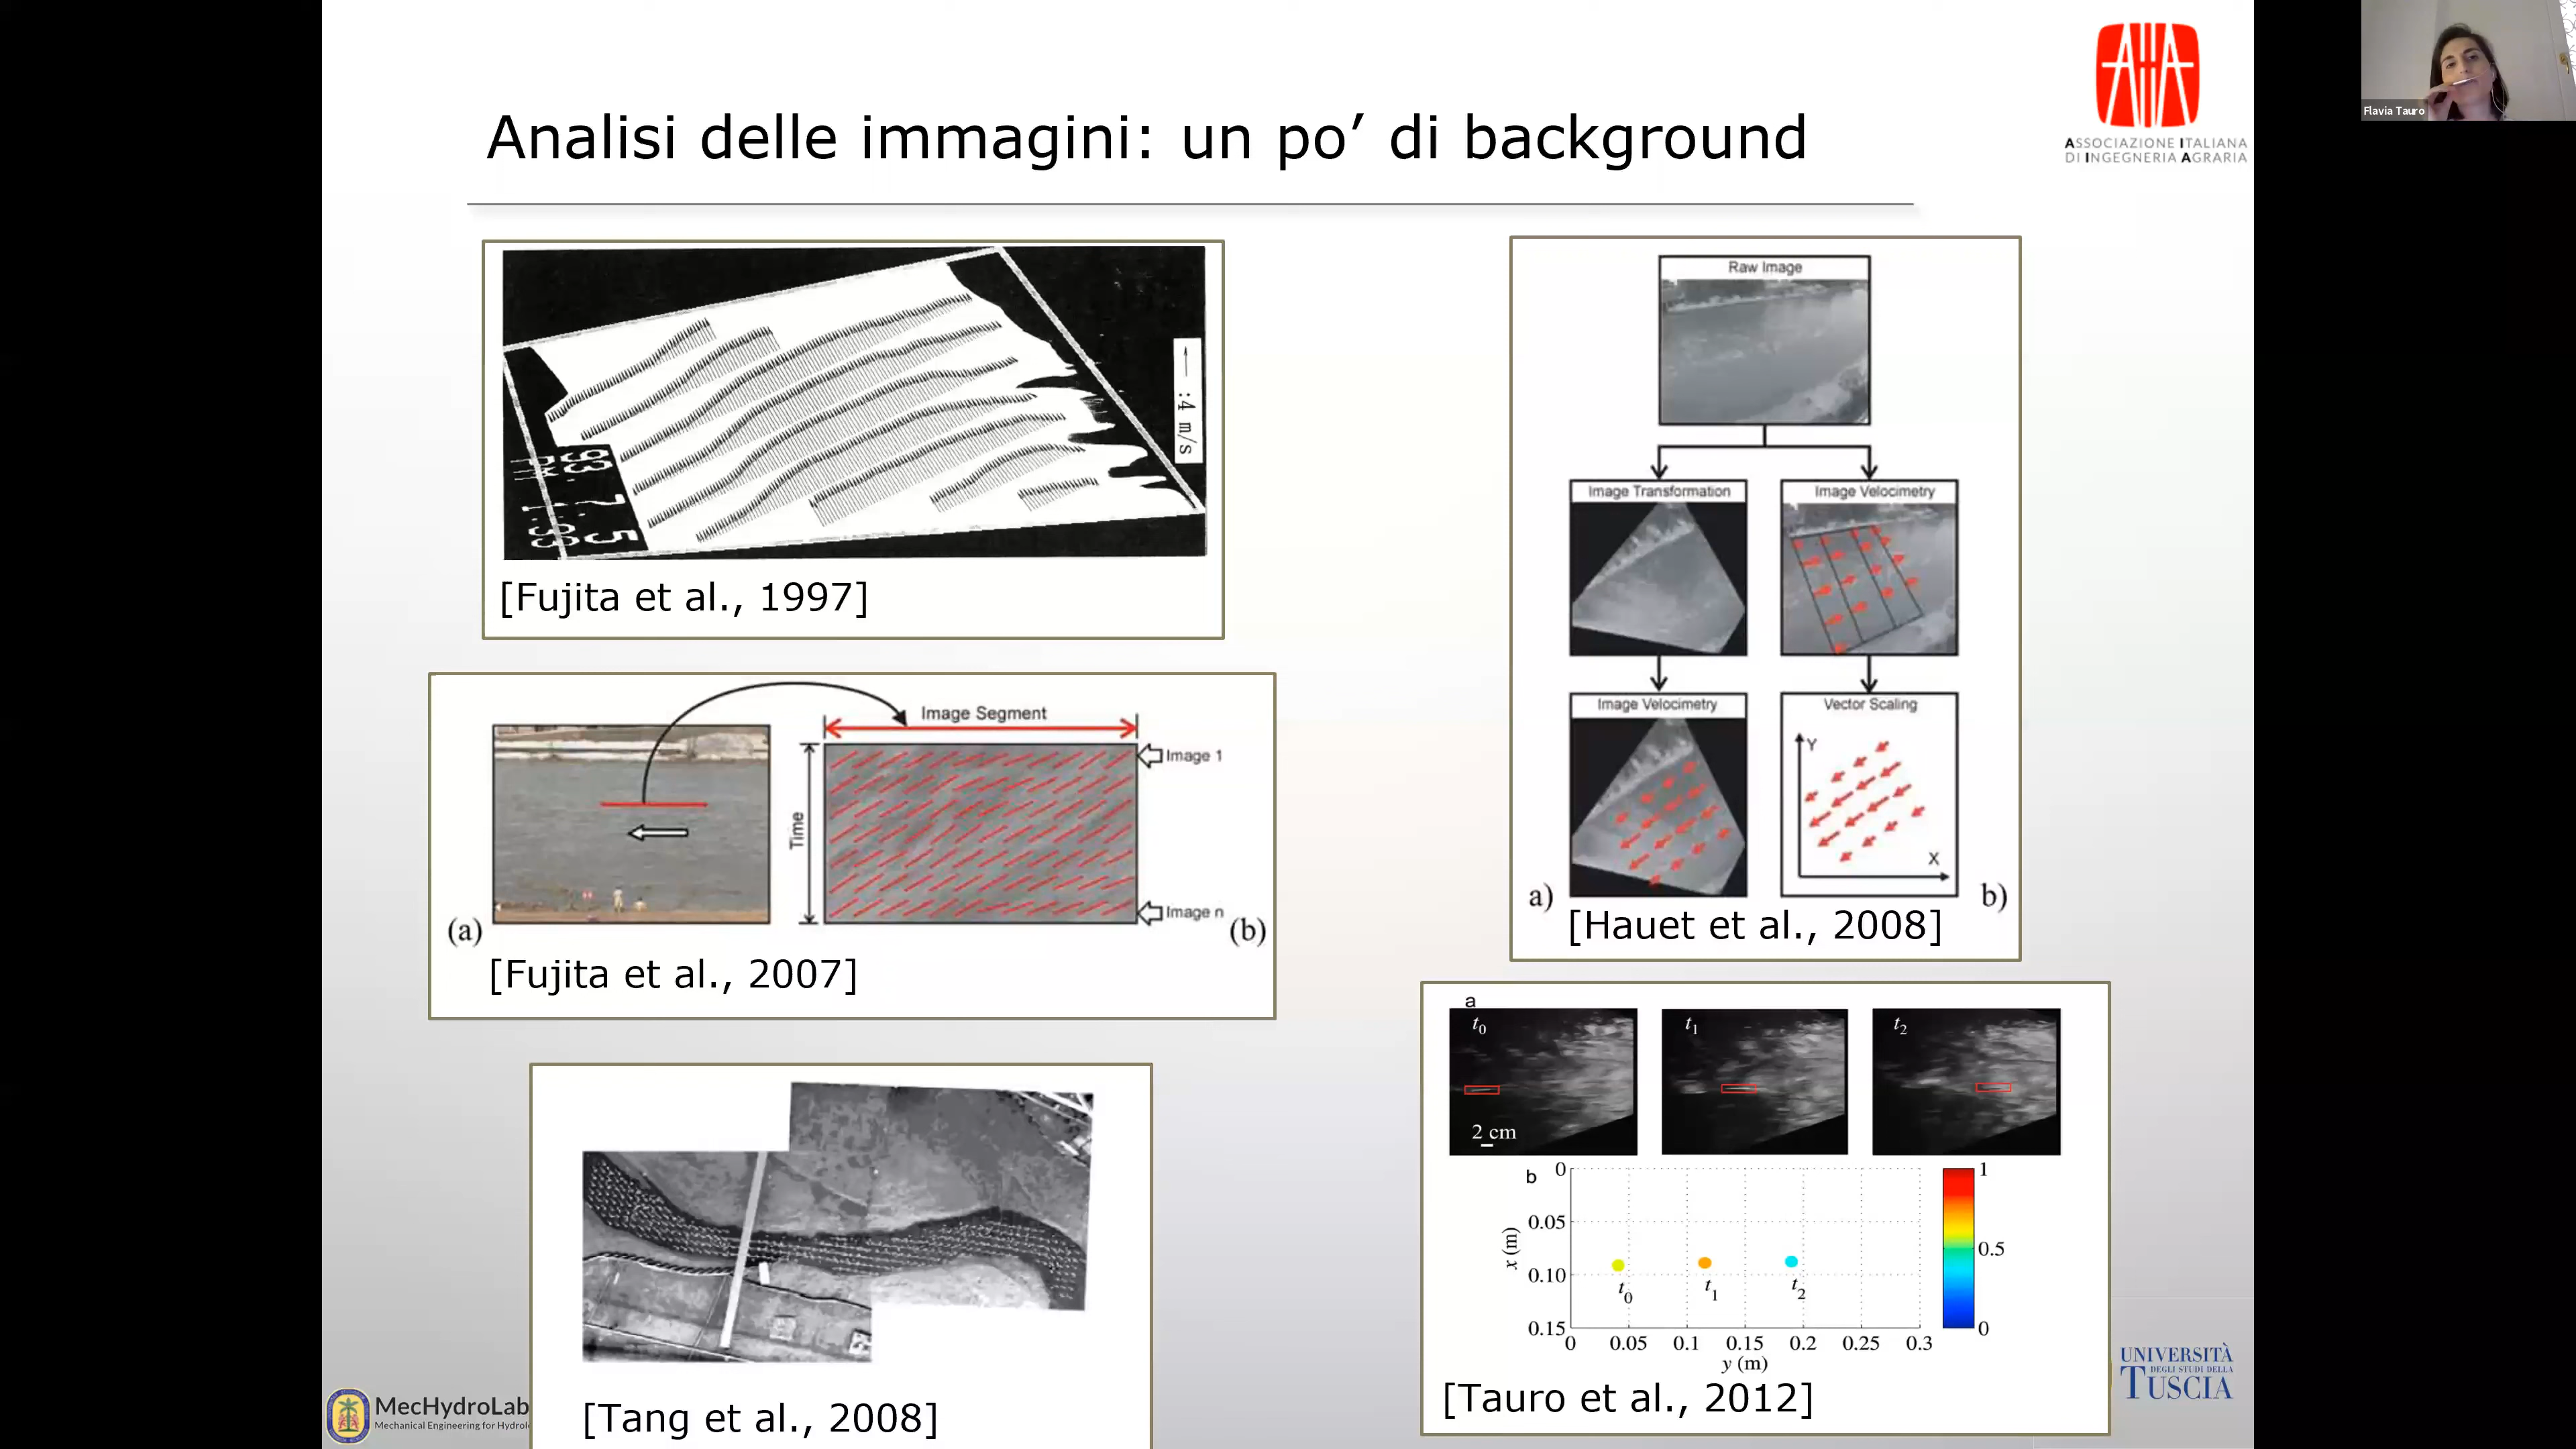 Analisi delle immagini: un po’ di background
ASSOCIAZIONE ITALIANA
DI INGEGNERIA AGRARIA
Flavia Tauro
:4 m/s
93. 7. 5
[Fujita et al., 1997]
Image Segment
Time
Image 1
Image n
(a)
(b)
[Fujita et al., 2007]
[Tang et al., 2008]
Raw Image
Image Transformation
Image Velocimetry
Image Velocimetry
Vector Scaling
Y
X
a)
b)
[Hauet et al., 2008]
a
t0
t1
t2
2 cm
b
0
0.05
0.10
0.15
x (m)
t0
t1
t2
0 0.05 0.1 0.15 0.2 0.25 0.3
y (m)
1
0.5
0
[Tauro et al., 2012]
MecHydroLab
Mechanical Engineering for Hydrol
UNIVERSITÀ
DEGLI STUDI DELLA
TUSCIA